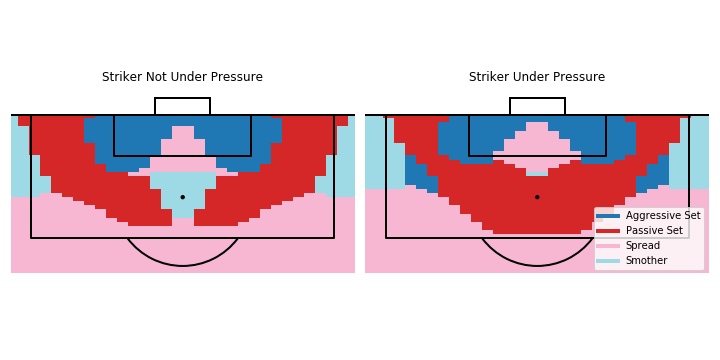 Striker Not Under Pressure
Striker Under Pressure
Aggressive Set
Passive Set
Spread
Smother